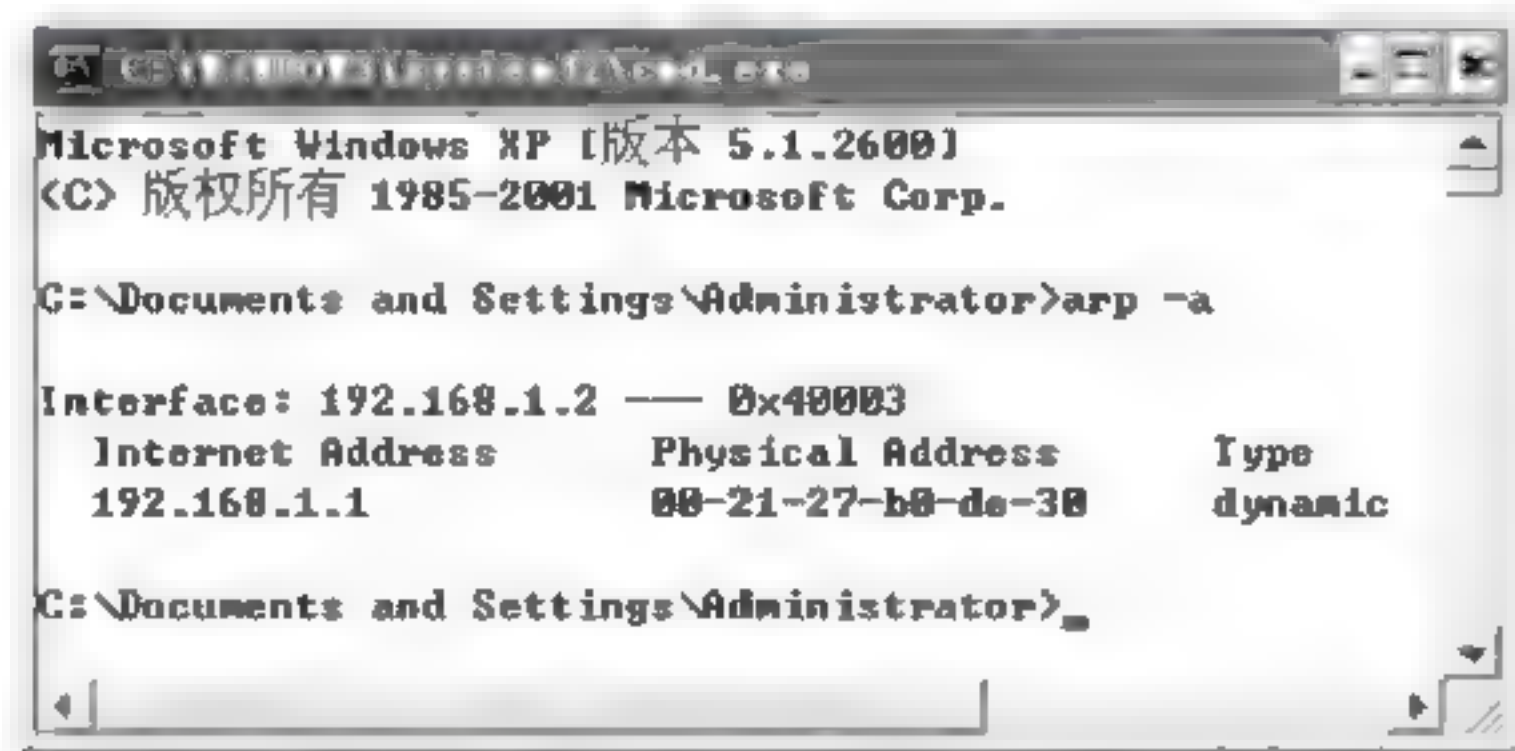 Microsoft Windows XP [版本 5.1.2600]
(C) 版权所有 1985-2001 Microsoft Corp.
C:\Documents and Settings\Administrator>arp -a
Interface: 192.168.1.2 --- 0x40003
Internet Address Physical Address Type
192.168.1.1 00-21-27-b0-de-30 dynamic
C:\Documents and Settings\Administrator>_